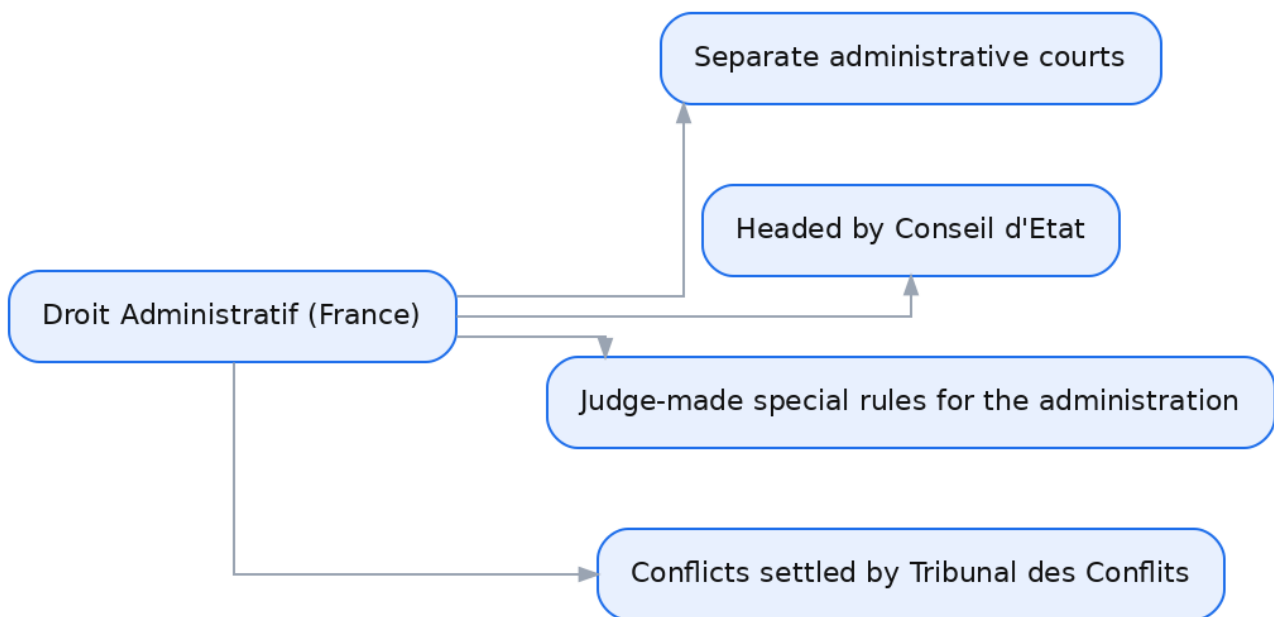 Separate administrative courts
Headed by Conseil d'Etat
Droit Administratif (France)
Judge-made special rules for the administration
Conflicts settled by Tribunal des Conflits